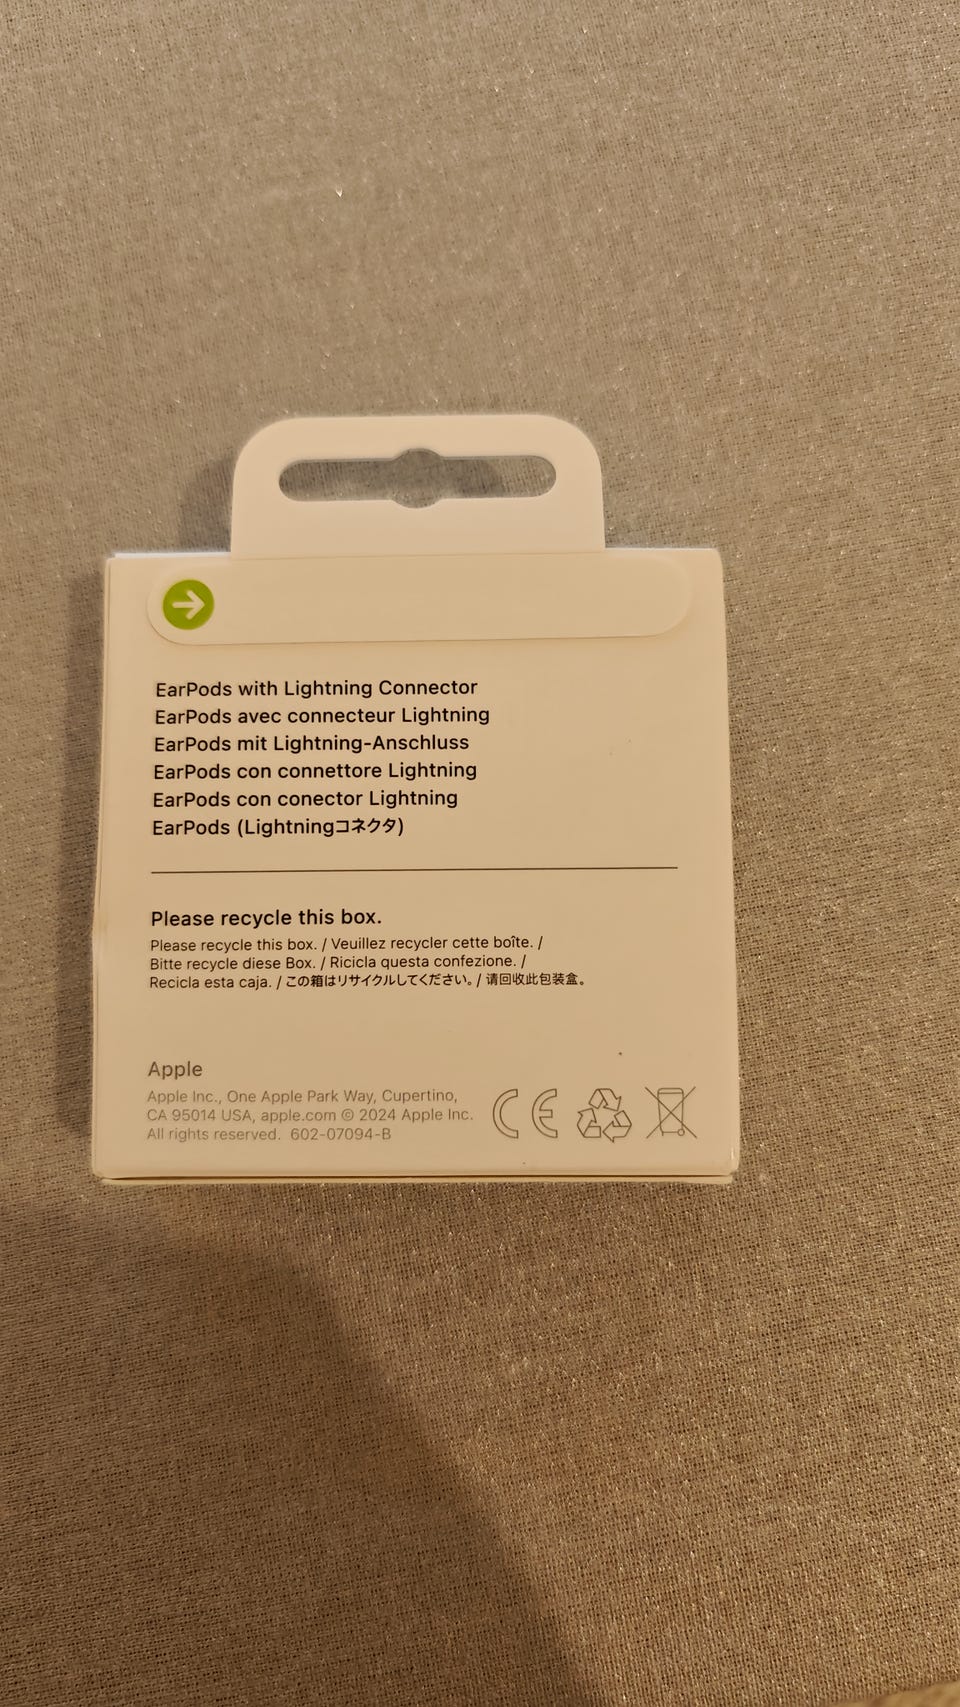 EarPods with Lightning Connector
EarPods avec connecteur Lightning
EarPods mit Lightning-Anschluss
EarPods con connettore Lightning
EarPods con conector Lightning
EarPods (Lightningコネクタ)
Please recycle this box.
Please recycle this box. / Veuillez recycler cette boîte. /
Bitte recycle diese Box. / Ricicla questa confezione. /
Recicla esta caja. / この箱はリサイクルしてください。/ 请回收此包装盒。
Apple
Apple Inc., One Apple Park Way, Cupertino,
CA 95014 USA, apple.com © 2024 Apple Inc.
All rights reserved. 602-07094-B
CE